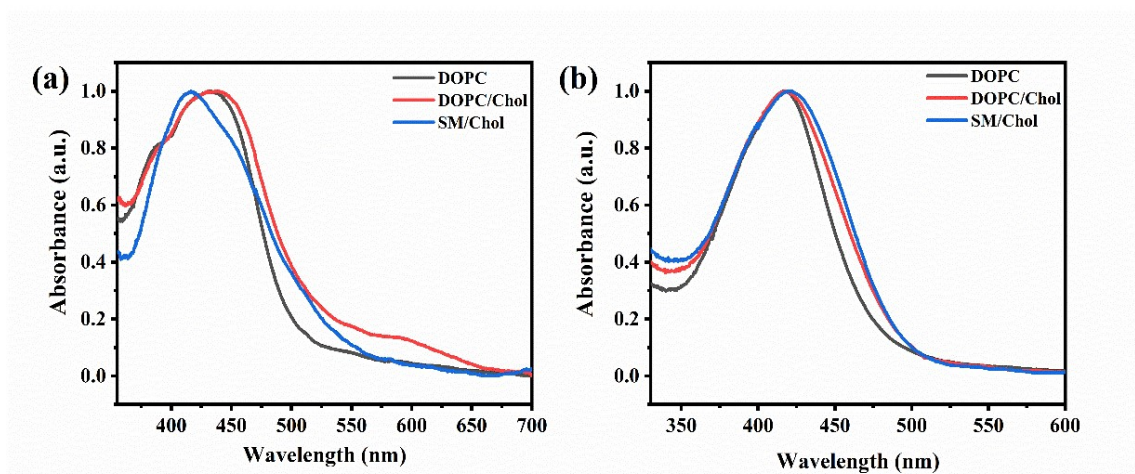 (a)
DOPC
DOPC/Chol
SM/Chol
1.0
0.8
0.6
0.4
0.2
0.0
Absorbance (a.u.)
400 450 500 550 600 650 700
Wavelength (nm)
(b)
DOPC
DOPC/Chol
SM/Chol
1.0
0.8
0.6
0.4
0.2
0.0
Absorbance (a.u.)
350 400 450 500 550 600
Wavelength (nm)